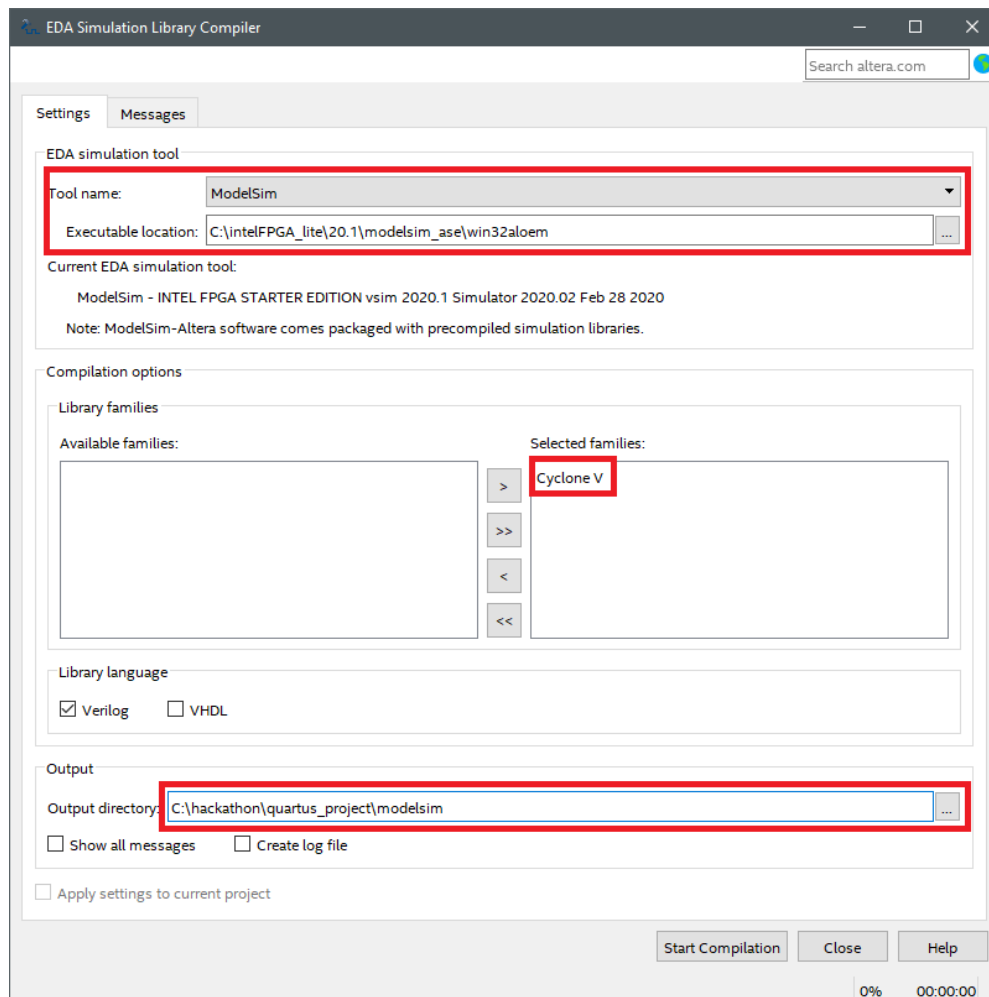 EDA Simulation Library Compiler
Search altera.com
Settings Messages
EDA simulation tool
Tool name: ModelSim
Executable location: C:\intelFPGA_lite\20.1\modelsim_ase\win32aloem ...
Current EDA simulation tool:
ModelSim - INTEL FPGA STARTER EDITION vsim 2020.1 Simulator 2020.02 Feb 28 2020
Note: ModelSim-Altera software comes packaged with precompiled simulation libraries.
Compilation options
Library families
Available families: Selected families:
Cyclone V
>
>>
<
<<
Library language
Verilog VHDL
Output
Output directory: C:\hackathon\quartus_project\modelsim ...
Show all messages Create log file
Apply settings to current project
Start Compilation Close Help
0% 00:00:00